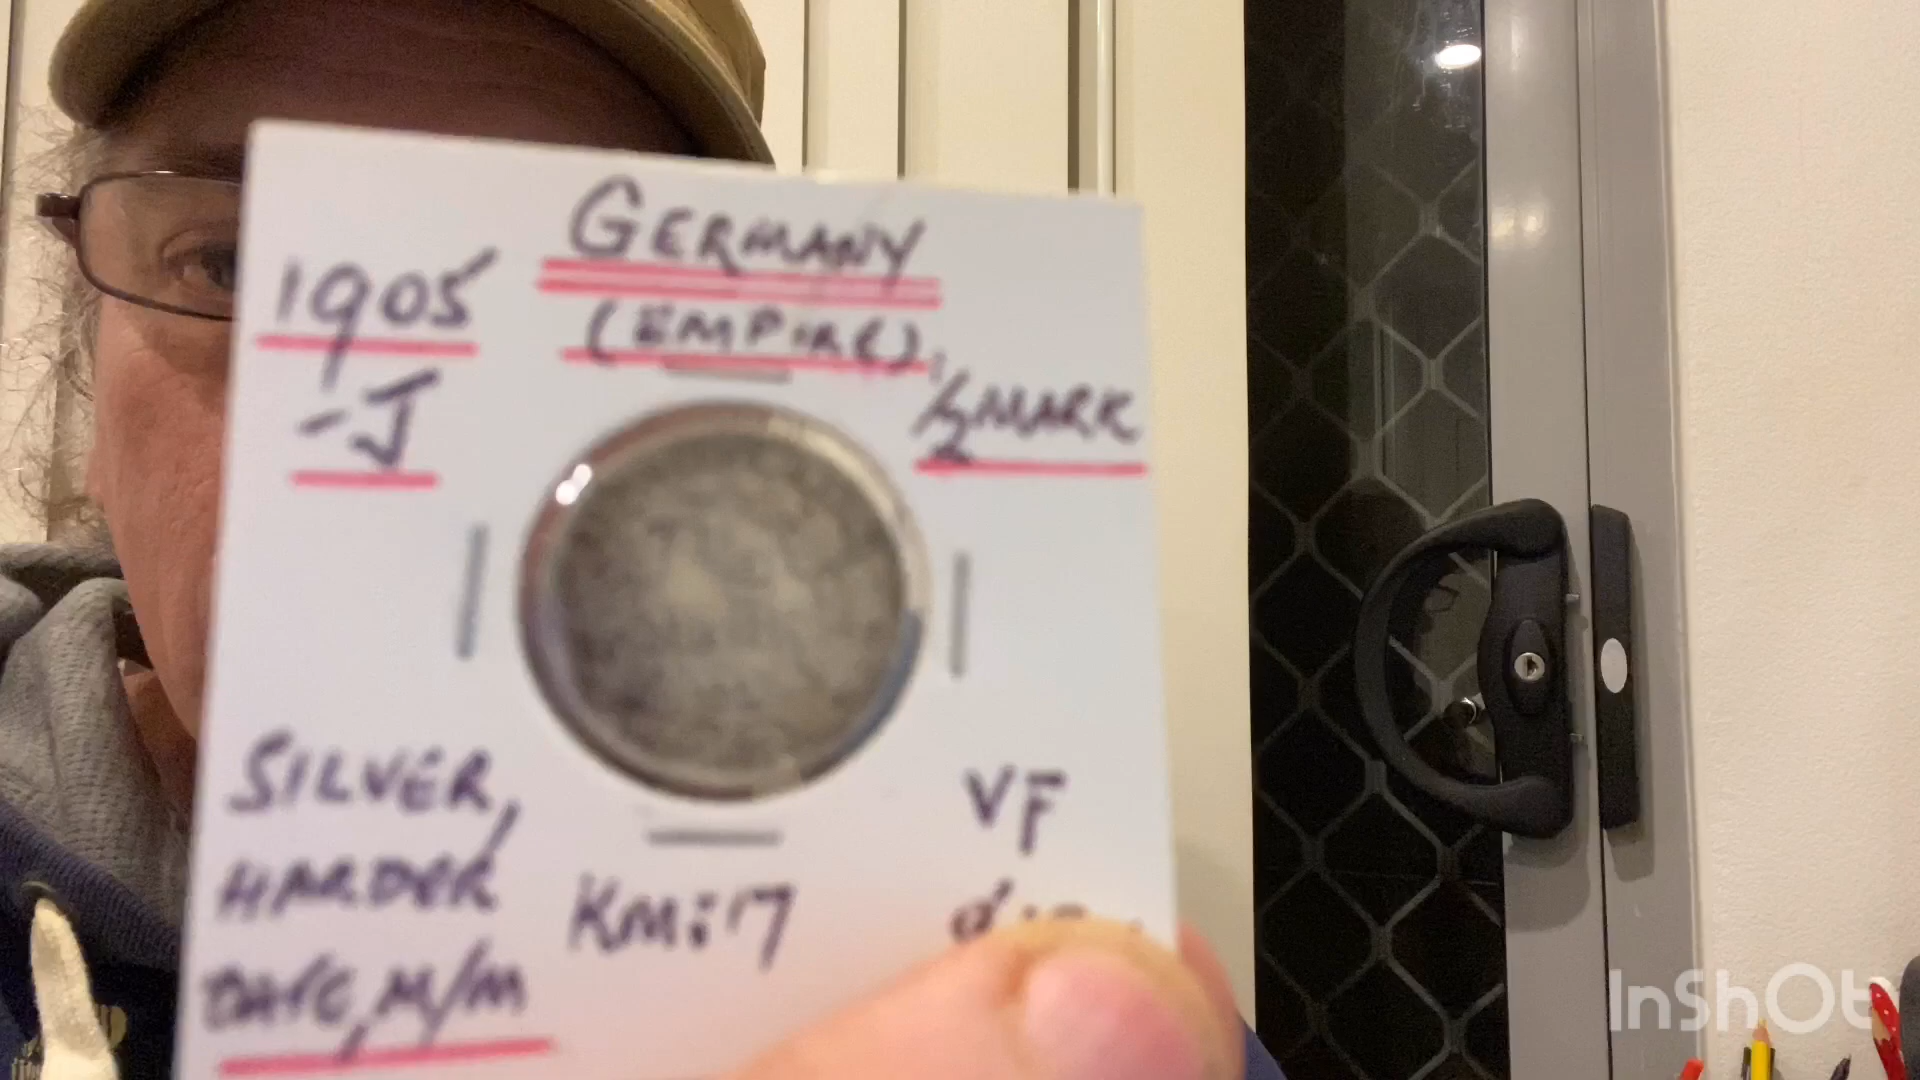 GERMANY
(EMPIRE),
1905
-J
1/2 MARK
SILVER,
HARDER
DATE, M/M
KM:17
VF
InShOt